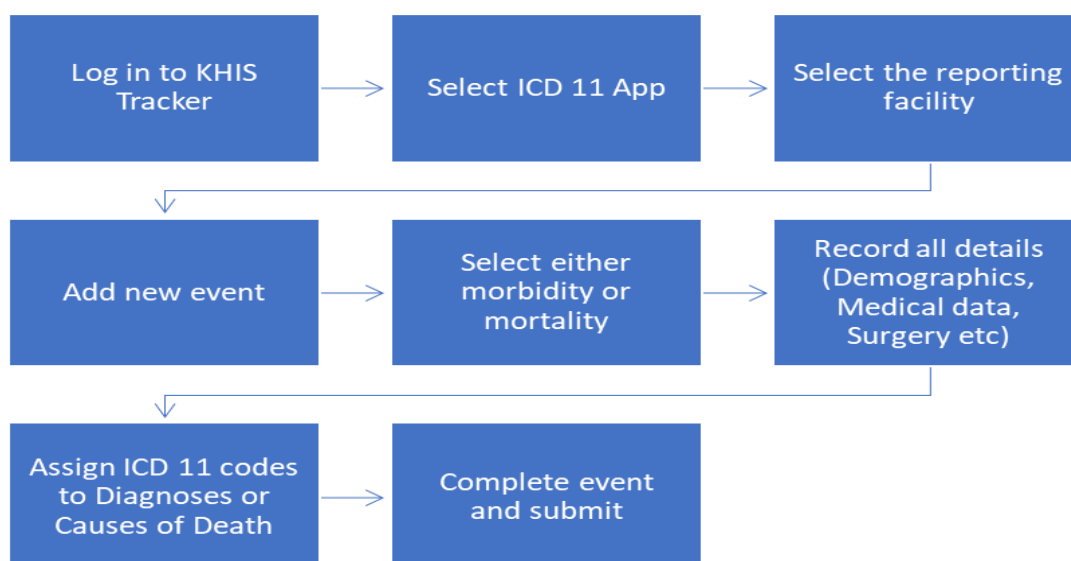 Log in to KHIS
Tracker
Select ICD 11 App
Select the reporting
facility
Add new event
Select either
morbidity or
mortality
Record all details
(Demographics,
Medical data,
Surgery etc)
Assign ICD 11 codes
to Diagnoses or
Causes of Death
Complete event
and submit